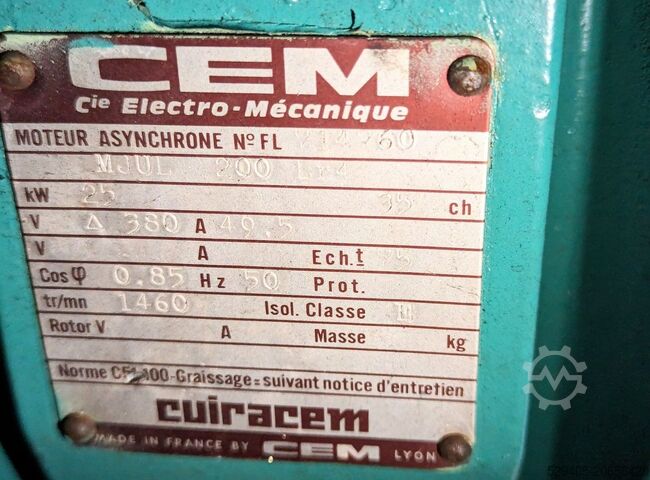 CEM
Cie Electro-Mécanique
MOTEUR ASYNCHRONE Nº FL
MJUL 200
kW 25 35 ch
V Δ 380 A 49,5
V A Ech.t
Cos φ 0.85 Hz 50 Prot.
tr/mn 1460 Isol. Classe
Rotor V A Masse kg
Norme Graissage = suivant notice d'entretien
cuiracem
MADE IN FRANCE BY CEM LYON